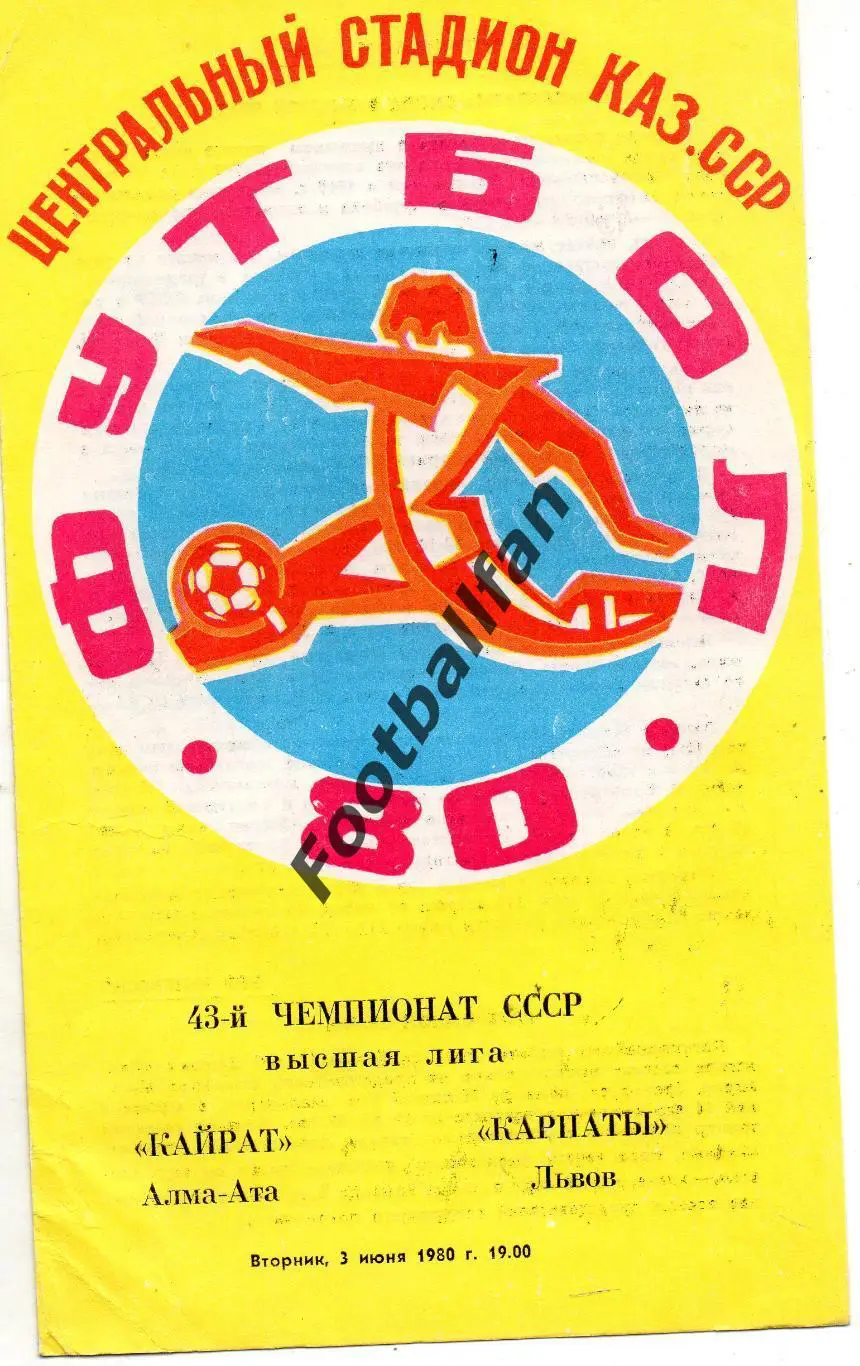 ЦЕНТРАЛЬНЫЙ СТАДИОН КАЗ.ССР
ФУТБОЛ
• 80 •
Footballfan
43-й ЧЕМПИОНАТ СССР
ВЫСШАЯ ЛИГА
«КАЙРАТ» «КАРПАТЫ»
Алма-Ата Львов
Вторник, 3 июня 1980 г. 19.00